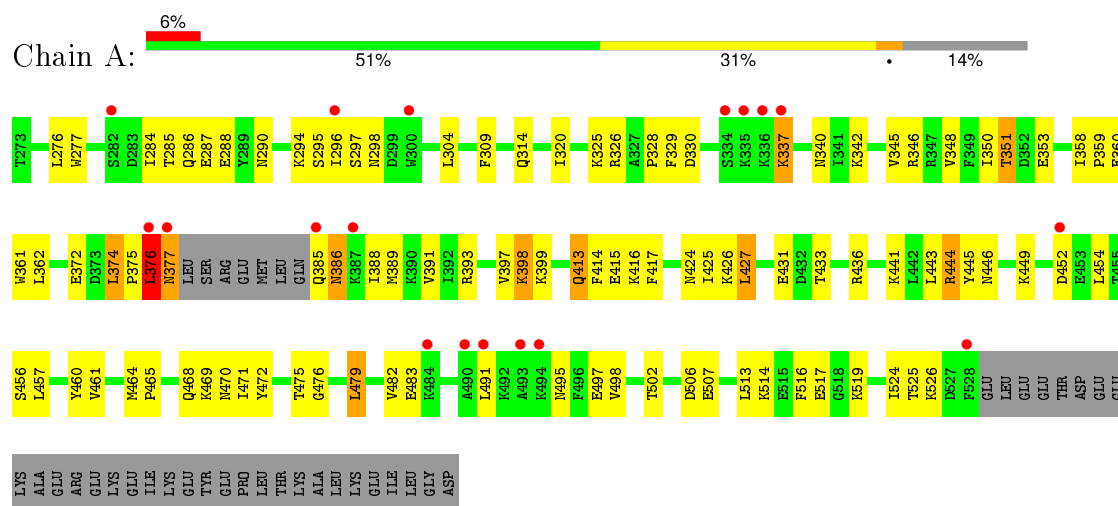 6%
Chain A:
51% 31% • 14%
T273 L276 W277 S282 D283 I284 T285 Q286 E287 E288 Y289 N290 K294 S295 I296 S297 N298 D299 W300 L304 F309 Q314 I320 K325 R326 A327 P328 F329 D330 S334 K335 K336 K337 N340 I341 K342 V345 R346 R347 V348 F349 I350 T351 D352 E353 I358 P359 F360
W361 L362 E372 D373 L374 P375 L376 N377 LEU SER ARG GLU MET LEU GLN Q385 N386 K387 I388 M389 K390 V391 I392 R393 V397 K398 K399 Q413 F414 E415 K416 F417 N424 I425 K426 L427 E431 D432 T433 R436 K441 L442 L443 R444 Y445 N446 K449 D452 E453 L454 T455
S456 L457 Y460 V461 M464 P465 Q468 K469 N470 I471 Y472 T475 G476 L479 V482 E483 K484 A490 L491 K492 A493 K494 N495 F496 E497 V498 T502 D506 E507 L513 K514 E515 F516 E517 G518 K519 I524 T525 K526 D527 F528 GLU LEU GLU GLU THR ASP GLU GLU
LYS ALA GLU ARG GLU LYS GLU ILE LYS GLU TYR GLU PRO LEU THR LYS ALA LEU LYS GLU ILE LEU GLY ASP